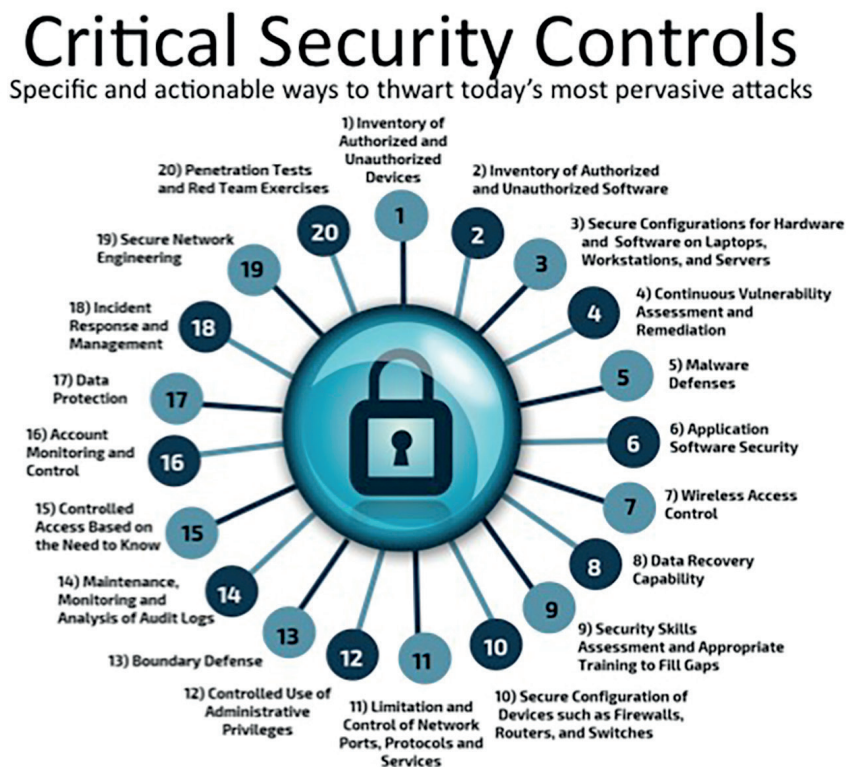 Critical Security Controls
Specific and actionable ways to thwart today's most pervasive attacks
1) Inventory of
Authorized and
Unauthorized
Devices
2) Inventory of Authorized
and Unauthorized Software
3) Secure Configurations for Hardware
and Software on Laptops,
Workstations, and Servers
4) Continuous Vulnerability
Assessment and
Remediation
5) Malware
Defenses
6) Application
Software Security
7) Wireless Access
Control
8) Data Recovery
Capability
9) Security Skills
Assessment and Appropriate
Training to Fill Gaps
10) Secure Configuration of
Devices such as Firewalls,
Routers, and Switches
11) Limitation and
Control of Network
Ports, Protocols and
Services
12) Controlled Use of
Administrative
Privileges
13) Boundary Defense
14) Maintenance,
Monitoring and
Analysis of Audit Logs
15) Controlled
Access Based on
the Need to Know
16) Account
Monitoring and
Control
17) Data
Protection
18) Incident
Response and
Management
19) Secure Network
Engineering
20) Penetration Tests
and Red Team Exercises
1
2
3
4
5
6
7
8
9
10
11
12
13
14
15
16
17
18
19
20